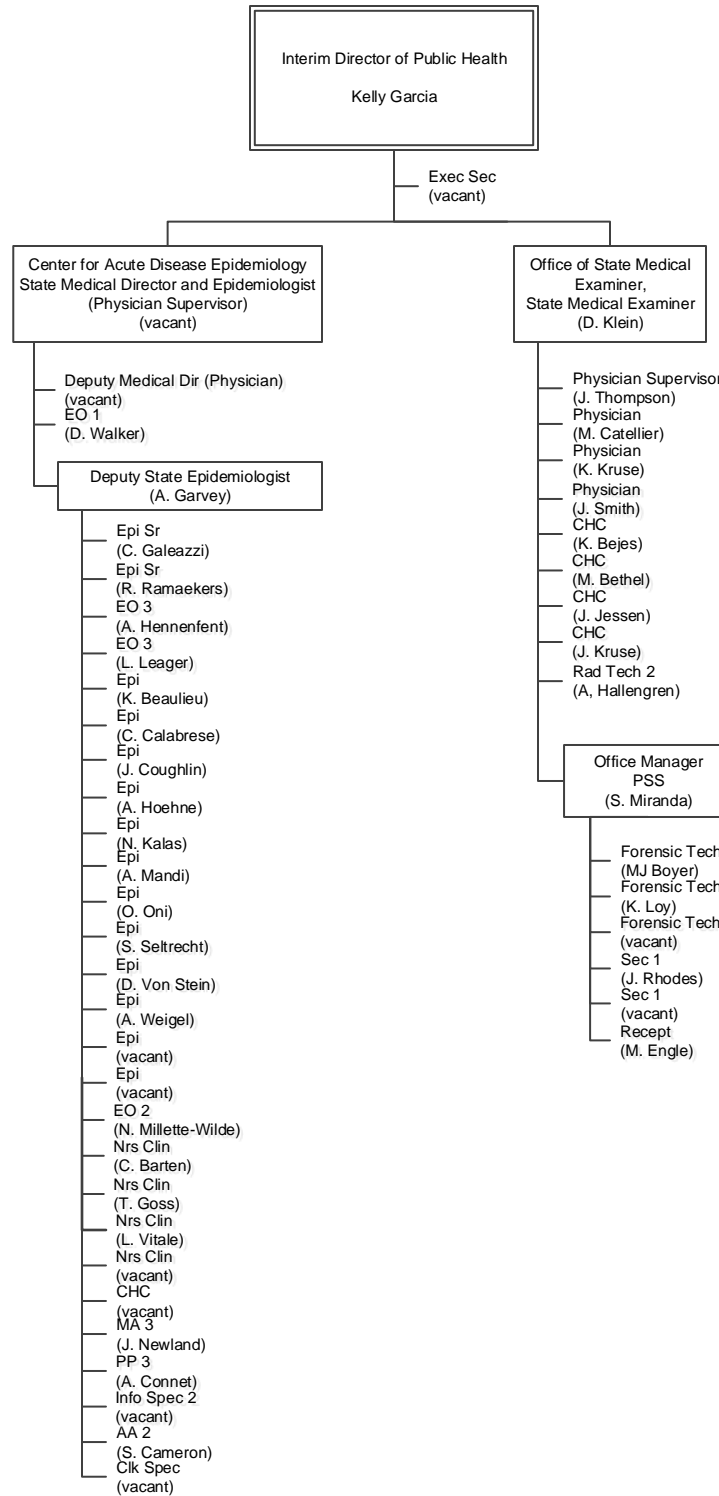 Interim Director of Public Health
Kelly Garcia
Exec Sec
(vacant)
Center for Acute Disease Epidemiology
State Medical Director and Epidemiologist
(Physician Supervisor)
(vacant)
Deputy Medical Dir (Physician)
(vacant)
EO 1
(D. Walker)
Deputy State Epidemiologist
(A. Garvey)
Epi Sr
(C. Galeazzi)
Epi Sr
(R. Ramaekers)
EO 3
(A. Hennenfent)
EO 3
(L. Leager)
Epi
(K. Beaulieu)
Epi
(C. Calabrese)
Epi
(J. Coughlin)
Epi
(A. Hoehne)
Epi
(N. Kalas)
Epi
(A. Mandi)
Epi
(O. Oni)
Epi
(S. Seltrecht)
Epi
(D. Von Stein)
Epi
(A. Weigel)
Epi
(vacant)
Epi
(vacant)
EO 2
(N. Millette-Wilde)
Nrs Clin
(C. Barten)
Nrs Clin
(T. Goss)
Nrs Clin
(L. Vitale)
Nrs Clin
(vacant)
CHC
(vacant)
MA 3
(J. Newland)
PP 3
(A. Connet)
Info Spec 2
(vacant)
AA 2
(S. Cameron)
Clk Spec
(vacant)
Office of State Medical
Examiner,
State Medical Examiner
(D. Klein)
Physician Supervisor
(J. Thompson)
Physician
(M. Catellier)
Physician
(K. Kruse)
Physician
(J. Smith)
CHC
(K. Bejes)
CHC
(M. Bethel)
CHC
(J. Jessen)
CHC
(J. Kruse)
Rad Tech 2
(A, Hallengren)
Office Manager
PSS
(S. Miranda)
Forensic Tech
(MJ Boyer)
Forensic Tech
(K. Loy)
Forensic Tech
(vacant)
Sec 1
(J. Rhodes)
Sec 1
(vacant)
Recept
(M. Engle)